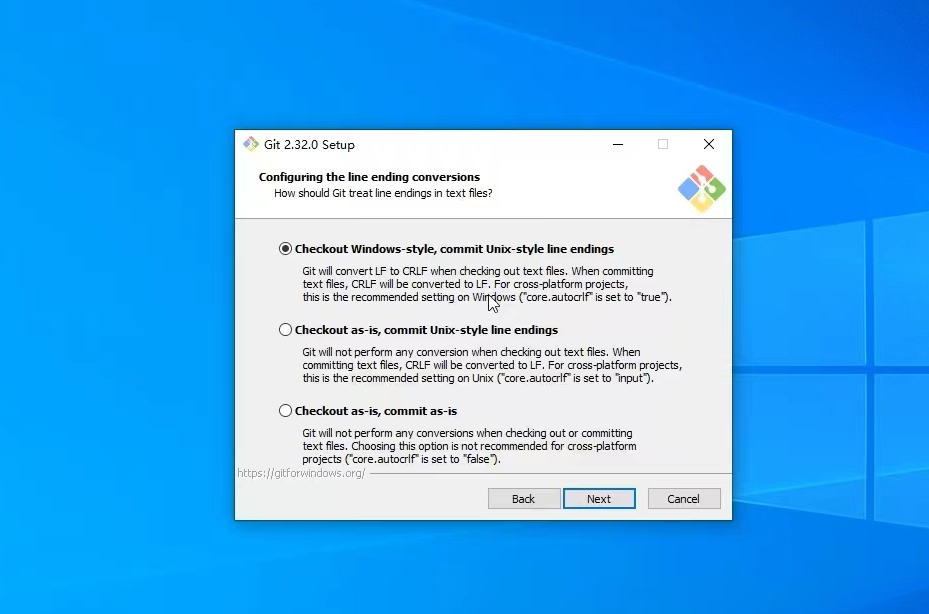 Git 2.32.0 Setup
Configuring the line ending conversions
How should Git treat line endings in text files?
Checkout Windows-style, commit Unix-style line endings
Git will convert LF to CRLF when checking out text files. When committing
text files, CRLF will be converted to LF. For cross-platform projects,
this is the recommended setting on Windows ("core.autocrlf" is set to "true").
Checkout as-is, commit Unix-style line endings
Git will not perform any conversion when checking out text files. When
committing text files, CRLF will be converted to LF. For cross-platform projects,
this is the recommended setting on Unix ("core.autocrlf" is set to "input").
Checkout as-is, commit as-is
Git will not perform any conversions when checking out or committing
text files. Choosing this option is not recommended for cross-platform
projects ("core.autocrlf" is set to "false").
https://gitforwindows.org/
Back Next Cancel